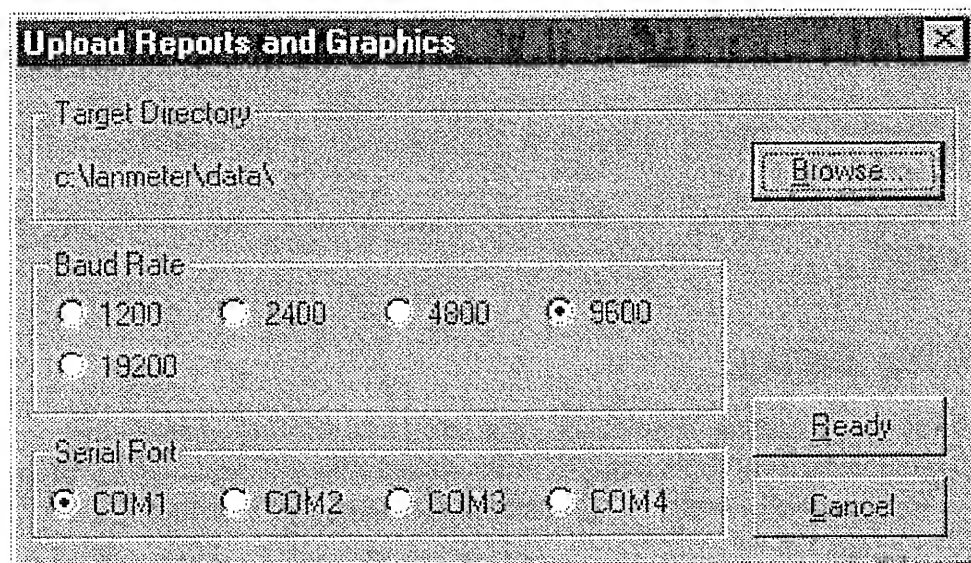 Upload Reports and Graphics
Target Directory
c:\lanmeter\data\
Browse...
Baud Rate
1200 2400 4800 9600
19200
Ready
Serial Port
COM1 COM2 COM3 COM4
Cancel